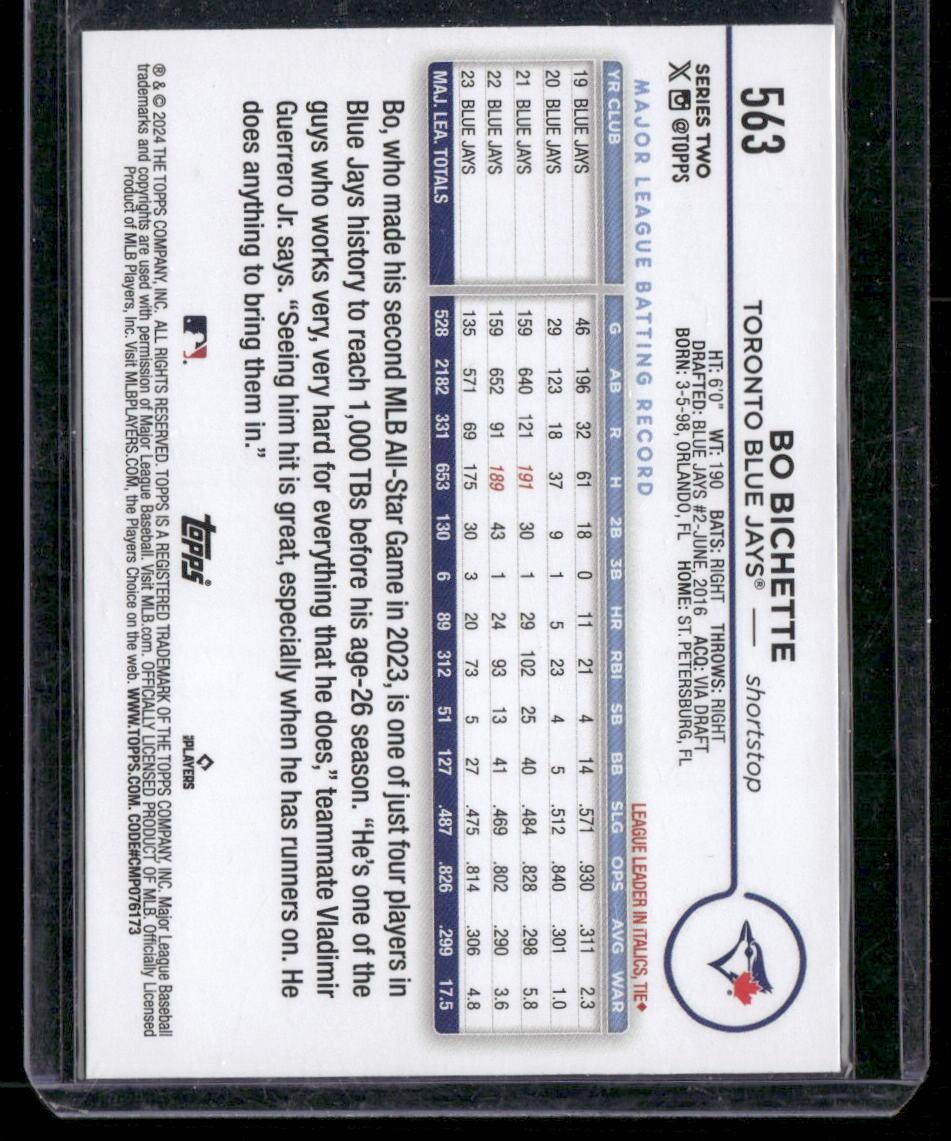 563
BO BICHETTE
TORONTO BLUE JAYS® — shortstop
SERIES TWO
X @TOPPS
HT: 6'0" WT: 190 BATS: RIGHT THROWS: RIGHT
DRAFTED: BLUE JAYS #2-JUNE, 2016 ACQ: VIA DRAFT
BORN: 3-5-98, ORLANDO, FL HOME: ST. PETERSBURG, FL
MAJOR LEAGUE BATTING RECORD
LEAGUE LEADER IN ITALICS, TIE♦
YR CLUB G AB R H 2B 3B HR RBI SB BB SLG OPS AVG WAR
19 BLUE JAYS 46 196 32 61 18 0 11 21 4 14 .571 .930 .311 2.3
20 BLUE JAYS 29 123 18 37 9 1 5 23 4 5 .512 .840 .301 1.0
21 BLUE JAYS 159 640 121 191 30 1 29 102 25 40 .484 .828 .298 5.8
22 BLUE JAYS 159 652 91 189 43 1 24 93 13 41 .469 .802 .290 3.6
23 BLUE JAYS 135 571 69 175 30 3 20 73 5 27 .475 .814 .306 4.8
MAJ. LEA. TOTALS 528 2182 331 653 130 6 89 312 51 127 .487 .826 .299 17.5
Bo, who made his second MLB All-Star Game in 2023, is one of just four players in
Blue Jays history to reach 1,000 TBs before his age-26 season. “He’s one of the
guys who works very, very hard for everything that he does,” teammate Vladimir
Guerrero Jr. says. “Seeing him hit is great, especially when he has runners on. He
does anything to bring them in.”
topps
PLAYERS
® & © 2024 THE TOPPS COMPANY, INC. ALL RIGHTS RESERVED. TOPPS IS A REGISTERED TRADEMARK OF THE TOPPS COMPANY, INC. Major League Baseball
trademarks and copyrights are used with permission of Major League Baseball. Visit MLB.com. OFFICIALLY LICENSED PRODUCT OF MLB. Officially Licensed
Product of MLB Players, Inc. Visit MLBPLAYERS.COM, the Players Choice on the web. WWW.TOPPS.COM. CODE#CMP076173